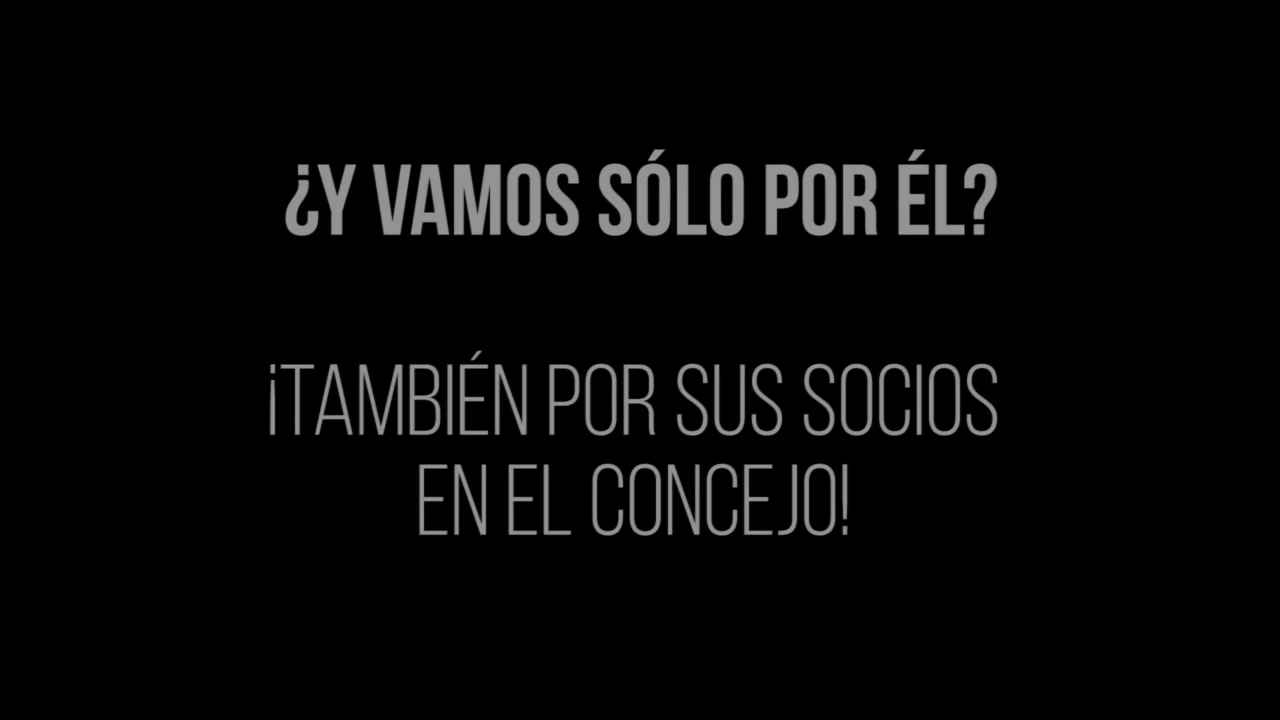 ¿Y VAMOS SÓLO POR ÉL?
¡TAMBIÉN POR SUS SOCIOS
EN EL CONCEJO!